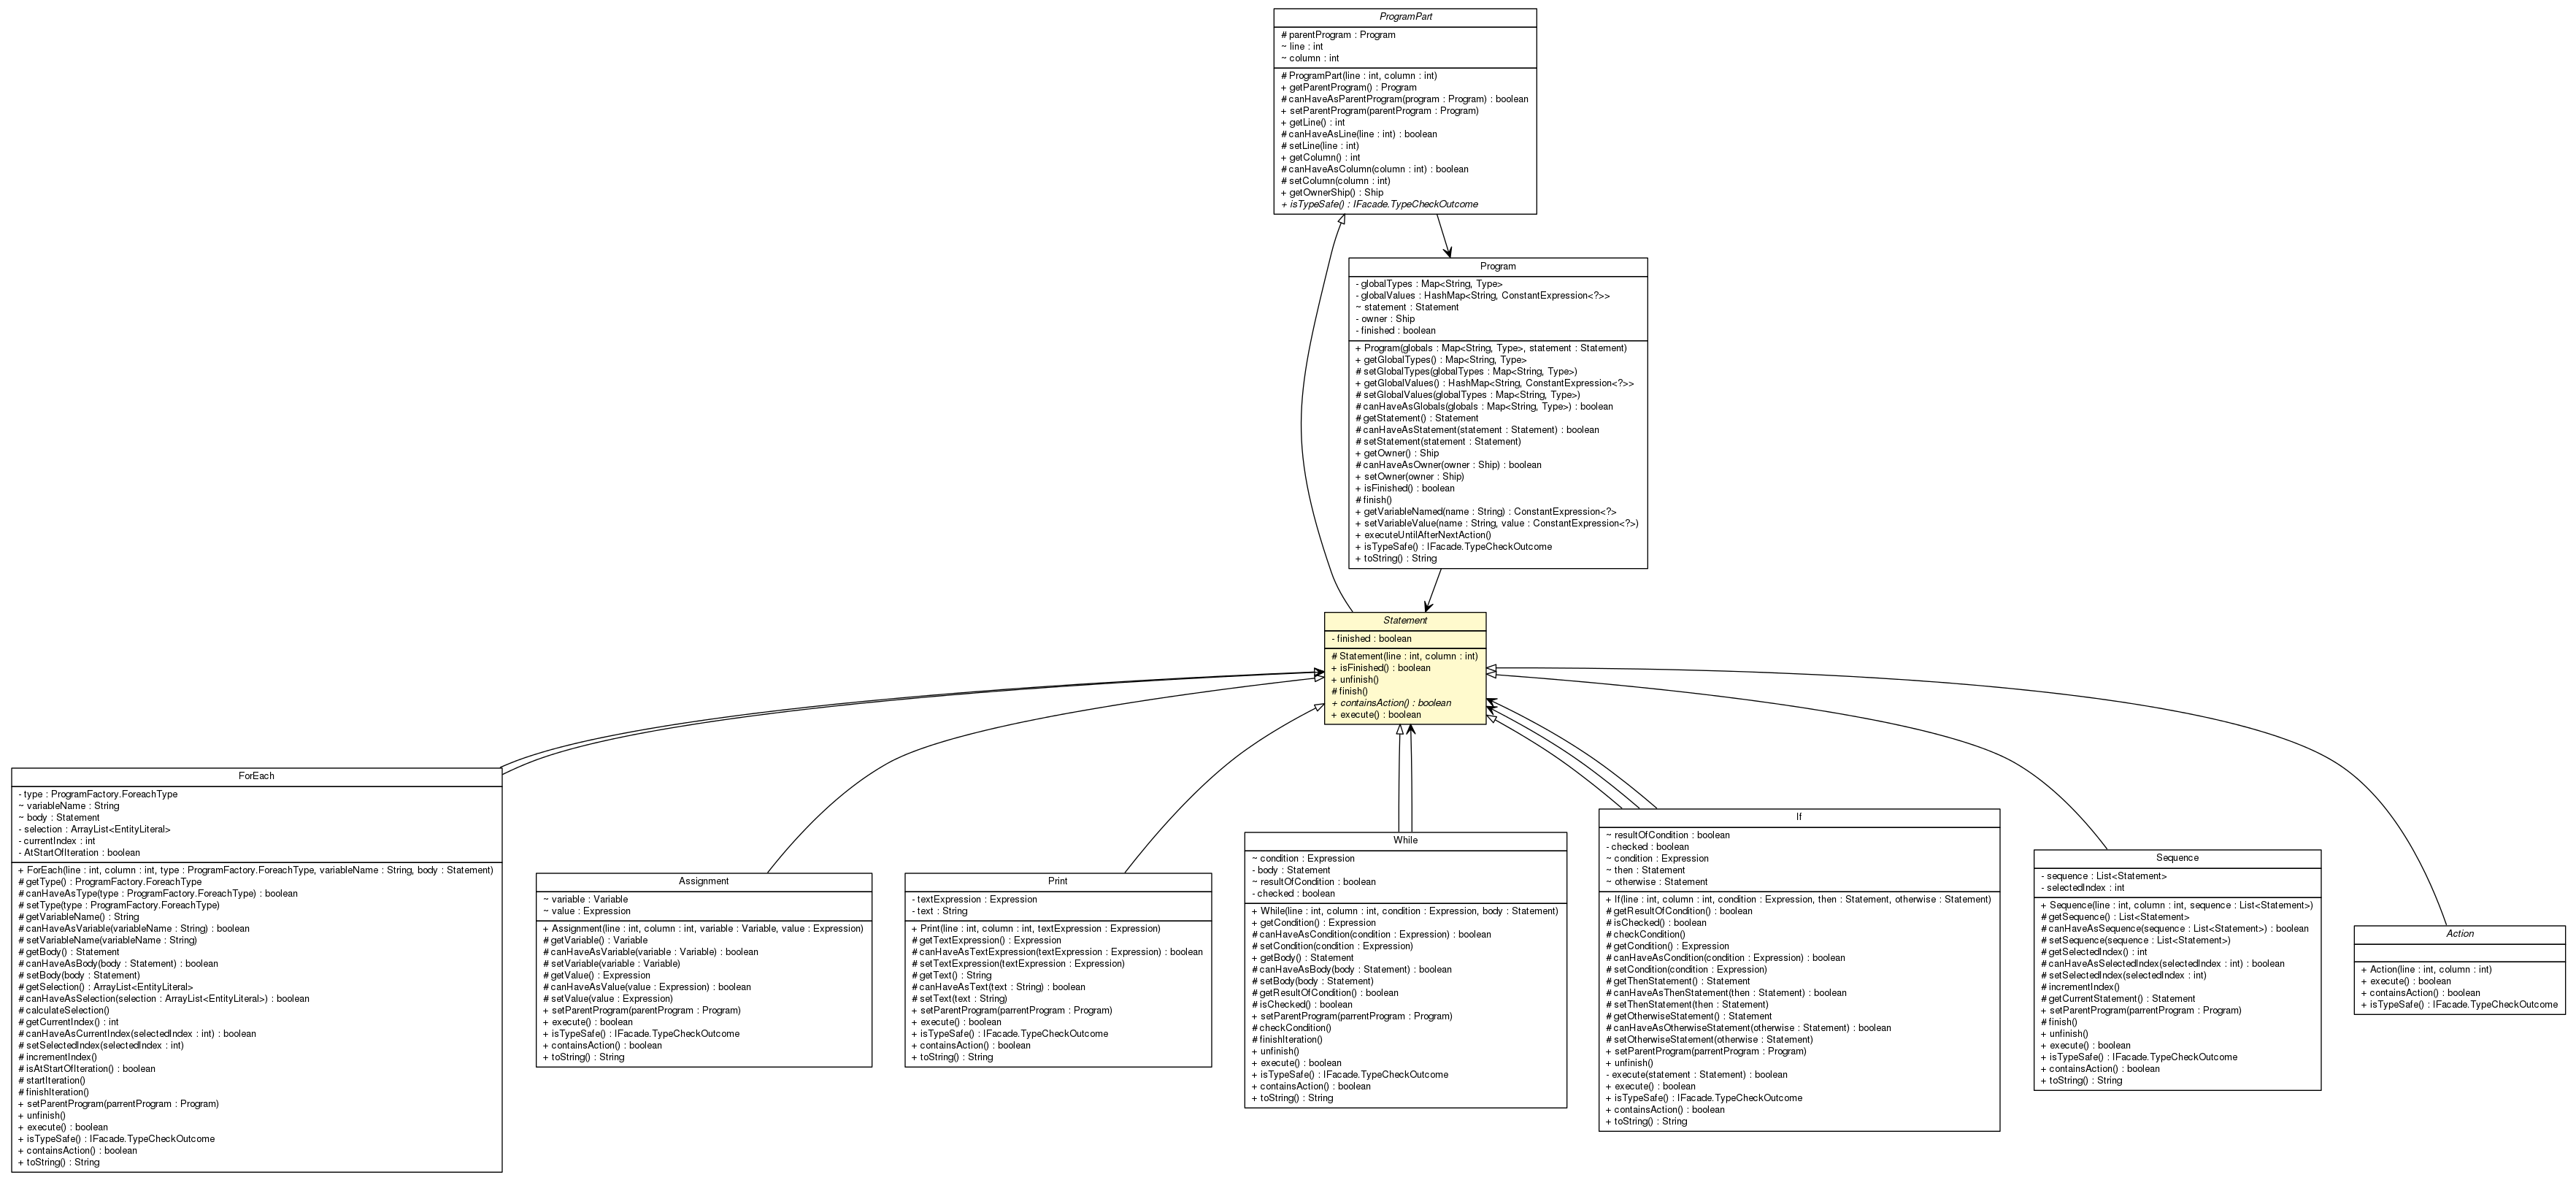 ProgramPart
# parentProgram : Program
~ line : int
~ column : int
# ProgramPart(line : int, column : int)
+ getParentProgram() : Program
# canHaveAsParentProgram(program : Program) : boolean
+ setParentProgram(parentProgram : Program)
+ getLine() : int
# canHaveAsLine(line : int) : boolean
# setLine(line : int)
+ getColumn() : int
# canHaveAsColumn(column : int) : boolean
# setColumn(column : int)
+ getOwnerShip() : Ship
+ isTypeSafe() : IFacade.TypeCheckOutcome
Program
- globalTypes : Map<String, Type>
- globalValues : HashMap<String, ConstantExpression<?>>
~ statement : Statement
- owner : Ship
- finished : boolean
+ Program(globals : Map<String, Type>, statement : Statement)
+ getGlobalTypes() : Map<String, Type>
# setGlobalTypes(globalTypes : Map<String, Type>)
+ getGlobalValues() : HashMap<String, ConstantExpression<?>>
# setGlobalValues(globalTypes : Map<String, Type>)
# canHaveAsGlobals(globals : Map<String, Type>) : boolean
# getStatement() : Statement
# canHaveAsStatement(statement : Statement) : boolean
# setStatement(statement : Statement)
+ getOwner() : Ship
# canHaveAsOwner(owner : Ship) : boolean
+ setOwner(owner : Ship)
+ isFinished() : boolean
# finish()
+ getVariableNamed(name : String) : ConstantExpression<?>
+ setVariableValue(name : String, value : ConstantExpression<?>)
+ executeUntilAfterNextAction()
+ isTypeSafe() : IFacade.TypeCheckOutcome
+ toString() : String
Statement
- finished : boolean
# Statement(line : int, column : int)
+ isFinished() : boolean
+ unfinish()
# finish()
+ containsAction() : boolean
+ execute() : boolean
ForEach
- type : ProgramFactory.ForeachType
~ variableName : String
~ body : Statement
- selection : ArrayList<EntityLiteral>
- currentIndex : int
- AtStartOfIteration : boolean
+ ForEach(line : int, column : int, type : ProgramFactory.ForeachType, variableName : String, body : Statement)
# getType() : ProgramFactory.ForeachType
# canHaveAsType(type : ProgramFactory.ForeachType) : boolean
# setType(type : ProgramFactory.ForeachType)
# getVariableName() : String
# canHaveAsVariable(variableName : String) : boolean
# setVariableName(variableName : String)
# getBody() : Statement
# canHaveAsBody(body : Statement) : boolean
# setBody(body : Statement)
# getSelection() : ArrayList<EntityLiteral>
# canHaveAsSelection(selection : ArrayList<EntityLiteral>) : boolean
# calculateSelection()
# getCurrentIndex() : int
# canHaveAsCurrentIndex(selectedIndex : int) : boolean
# setSelectedIndex(selectedIndex : int)
# incrementIndex()
# isAtStartOfIteration() : boolean
# startIteration()
# finishIteration()
+ setParentProgram(parrentProgram : Program)
+ unfinish()
+ execute() : boolean
+ isTypeSafe() : IFacade.TypeCheckOutcome
+ containsAction() : boolean
+ toString() : String
Assignment
~ variable : Variable
~ value : Expression
+ Assignment(line : int, column : int, variable : Variable, value : Expression)
# getVariable() : Variable
# canHaveAsVariable(variable : Variable) : boolean
# setVariable(variable : Variable)
# getValue() : Expression
# canHaveAsValue(value : Expression) : boolean
# setValue(value : Expression)
+ setParentProgram(parrentProgram : Program)
+ execute() : boolean
+ isTypeSafe() : IFacade.TypeCheckOutcome
+ containsAction() : boolean
+ toString() : String
Print
- textExpression : Expression
- text : String
+ Print(line : int, column : int, textExpression : Expression)
# getTextExpression() : Expression
# canHaveAsTextExpression(textExpression : Expression) : boolean
# setTextExpression(textExpression : Expression)
# getText() : String
# canHaveAsText(text : String) : boolean
# setText(text : String)
+ setParentProgram(parrentProgram : Program)
+ execute() : boolean
+ isTypeSafe() : IFacade.TypeCheckOutcome
+ containsAction() : boolean
+ toString() : String
While
~ condition : Expression
- body : Statement
~ resultOfCondition : boolean
- checked : boolean
+ While(line : int, column : int, condition : Expression, body : Statement)
+ getCondition() : Expression
# canHaveAsCondition(condition : Expression) : boolean
# setCondition(condition : Expression)
+ getBody() : Statement
# canHaveAsBody(body : Statement) : boolean
# setBody(body : Statement)
# getResultOfCondition() : boolean
# isChecked() : boolean
+ setParentProgram(parrentProgram : Program)
# checkCondition()
# finishIteration()
+ unfinish()
+ execute() : boolean
+ isTypeSafe() : IFacade.TypeCheckOutcome
+ containsAction() : boolean
+ toString() : String
If
~ resultOfCondition : boolean
- checked : boolean
~ condition : Expression
~ then : Statement
~ otherwise : Statement
+ If(line : int, column : int, condition : Expression, then : Statement, otherwise : Statement)
# getResultOfCondition() : boolean
# isChecked() : boolean
# checkCondition()
# getCondition() : Expression
# canHaveAsCondition(condition : Expression) : boolean
# setCondition(condition : Expression)
# getThenStatement() : Statement
# canHaveAsThenStatement(then : Statement) : boolean
# setThenStatement(then : Statement)
# getOtherwiseStatement() : Statement
# canHaveAsOtherwiseStatement(otherwise : Statement) : boolean
# setOtherwiseStatement(otherwise : Statement)
+ setParentProgram(parrentProgram : Program)
+ unfinish()
- execute(statement : Statement) : boolean
+ execute() : boolean
+ isTypeSafe() : IFacade.TypeCheckOutcome
+ containsAction() : boolean
+ toString() : String
Sequence
- sequence : List<Statement>
- selectedIndex : int
+ Sequence(line : int, column : int, sequence : List<Statement>)
# getSequence() : List<Statement>
# canHaveAsSequence(sequence : List<Statement>) : boolean
# setSequence(sequence : List<Statement>)
# getSelectedIndex() : int
# canHaveAsSelectedIndex(selectedIndex : int) : boolean
# setSelectedIndex(selectedIndex : int)
# incrementIndex()
# getCurrentStatement() : Statement
+ setParentProgram(parrentProgram : Program)
# finish()
+ unfinish()
+ execute() : boolean
+ isTypeSafe() : IFacade.TypeCheckOutcome
+ containsAction() : boolean
+ toString() : String
Action
+ Action(line : int, column : int)
+ execute() : boolean
+ containsAction() : boolean
+ isTypeSafe() : IFacade.TypeCheckOutcome